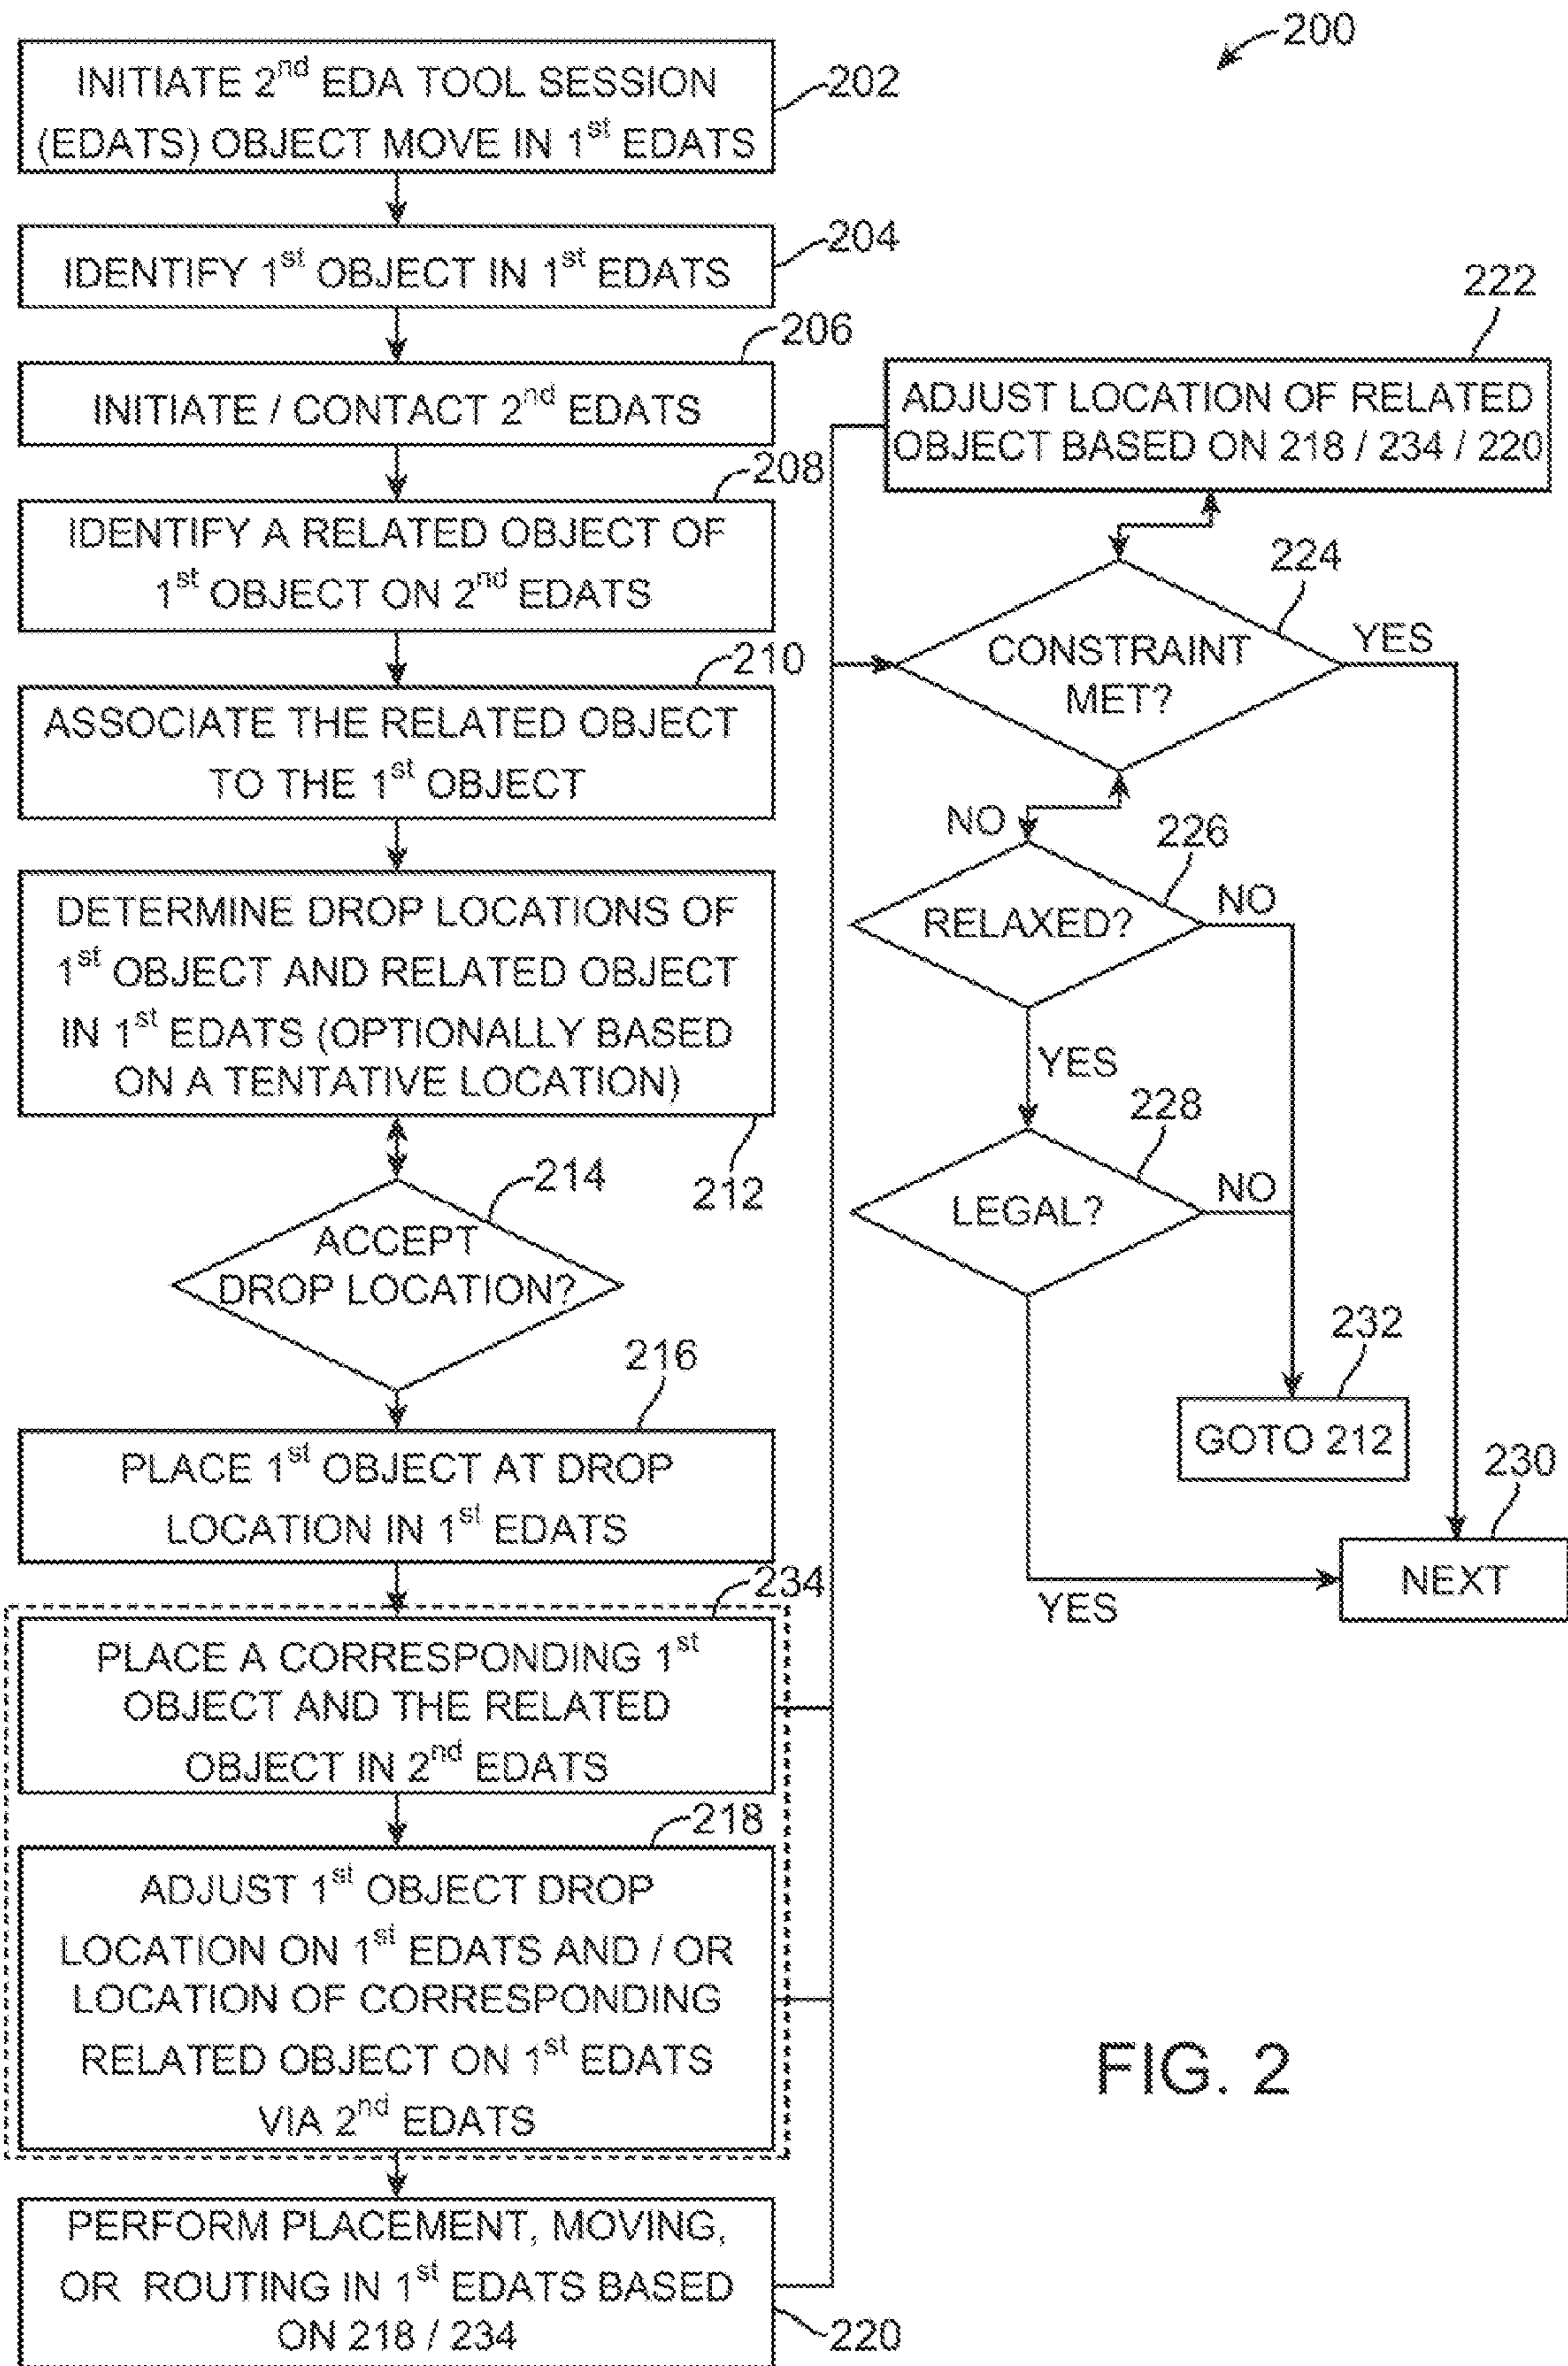 200
INITIATE 2nd EDA TOOL SESSION
(EDATS) OBJECT MOVE IN 1st EDATS
202
IDENTIFY 1st OBJECT IN 1st EDATS
204
INITIATE / CONTACT 2nd EDATS
206
IDENTIFY A RELATED OBJECT OF
1st OBJECT ON 2nd EDATS
208
ASSOCIATE THE RELATED OBJECT
TO THE 1st OBJECT
210
DETERMINE DROP LOCATIONS OF
1st OBJECT AND RELATED OBJECT
IN 1st EDATS (OPTIONALLY BASED
ON A TENTATIVE LOCATION)
212
ACCEPT
DROP LOCATION?
214
PLACE 1st OBJECT AT DROP
LOCATION IN 1st EDATS
216
PLACE A CORRESPONDING 1st
OBJECT AND THE RELATED
OBJECT IN 2nd EDATS
234
ADJUST 1st OBJECT DROP
LOCATION ON 1st EDATS AND / OR
LOCATION OF CORRESPONDING
RELATED OBJECT ON 1st EDATS
VIA 2nd EDATS
218
PERFORM PLACEMENT, MOVING,
OR ROUTING IN 1st EDATS BASED
ON 218 / 234
220
222
ADJUST LOCATION OF RELATED
OBJECT BASED ON 218 / 234 / 220
224
CONSTRAINT
MET?
YES
NO
226
RELAXED?
NO
YES
228
LEGAL?
NO
YES
232
GOTO 212
230
NEXT
FIG. 2